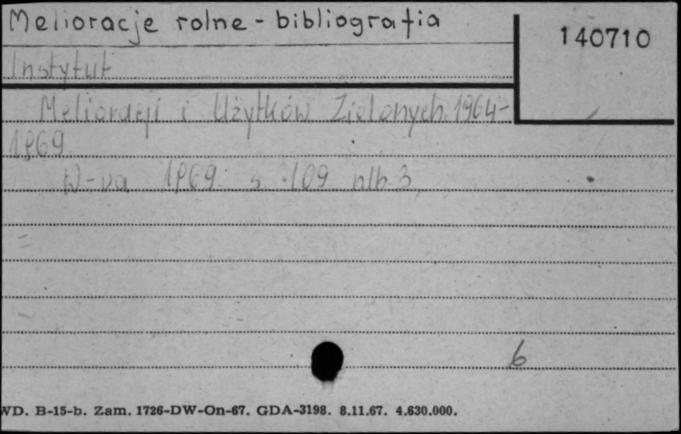 Melioracje rolne - bibliografia
140710
Instytut
Melioracji i Użytków Zielonych. 1964-
1969
W-wa 1969. s. 109 nlb. 3
6
WD. B-15-b. Zam. 1726-DW-On-67. GDA-3198. 8.11.67. 4.630.000.